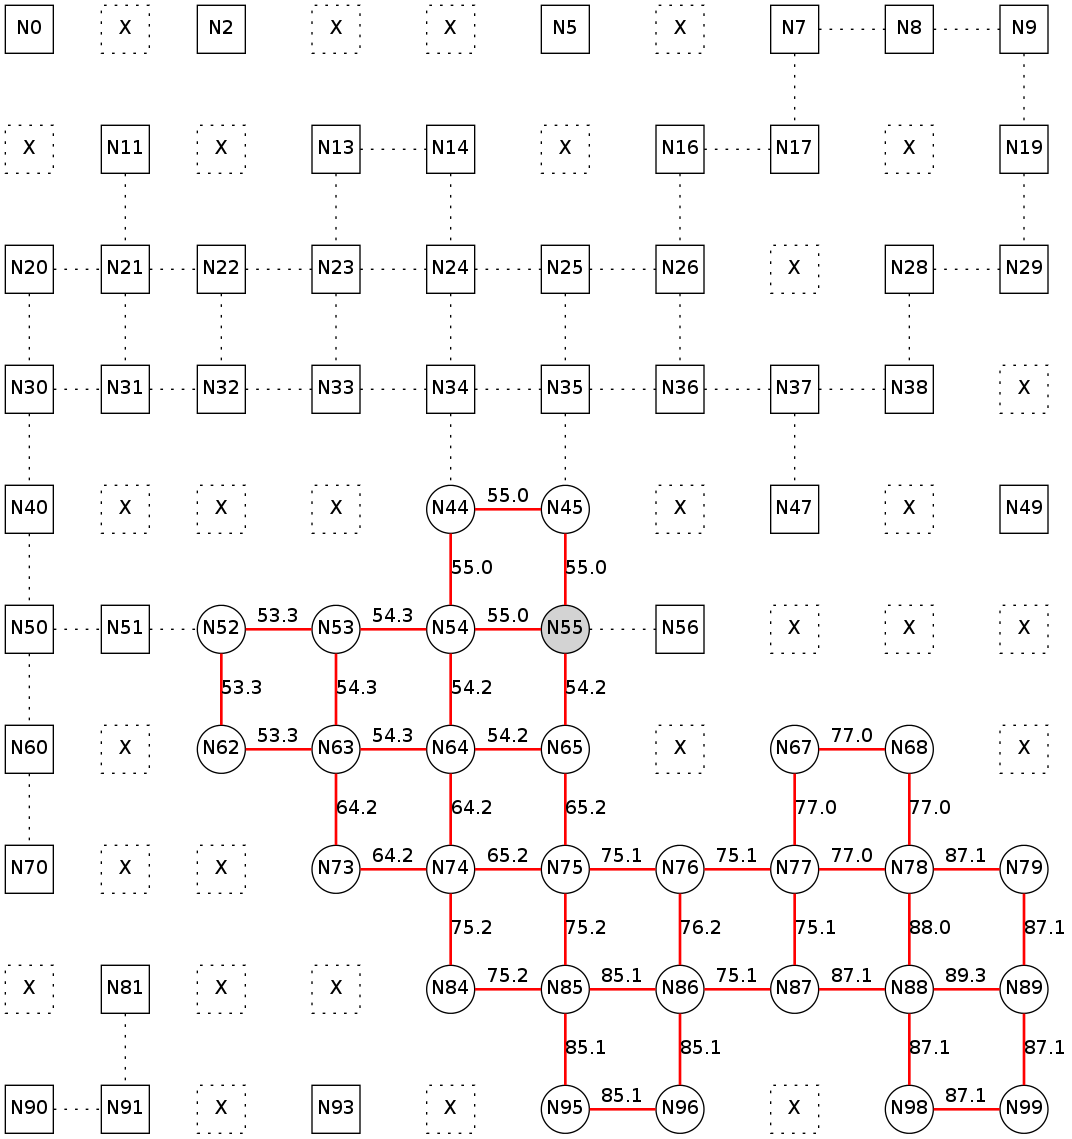 N0 X N2 X X N5 X N7 N8 N9
X N11 X N13 N14 X N16 N17 X N19
N20 N21 N22 N23 N24 N25 N26 X N28 N29
N30 N31 N32 N33 N34 N35 N36 N37 N38 X
55.0
N40 X X X N44 N45 X N47 X N49
55.0 55.0
53.3 54.3 55.0
N50 N51 N52 N53 N54 N55 N56 X X X
53.3 54.3 54.2 54.2
53.3 54.3 54.2 77.0
N60 X N62 N63 N64 N65 X N67 N68 X
64.2 64.2 65.2 77.0 77.0
64.2 65.2 75.1 75.1 77.0 87.1
N70 X X N73 N74 N75 N76 N77 N78 N79
75.2 75.2 76.2 75.1 88.0 87.1
75.2 85.1 75.1 87.1 89.3
X N81 X X N84 N85 N86 N87 N88 N89
85.1 85.1 87.1 87.1
85.1 87.1
N90 N91 X N93 X N95 N96 X N98 N99